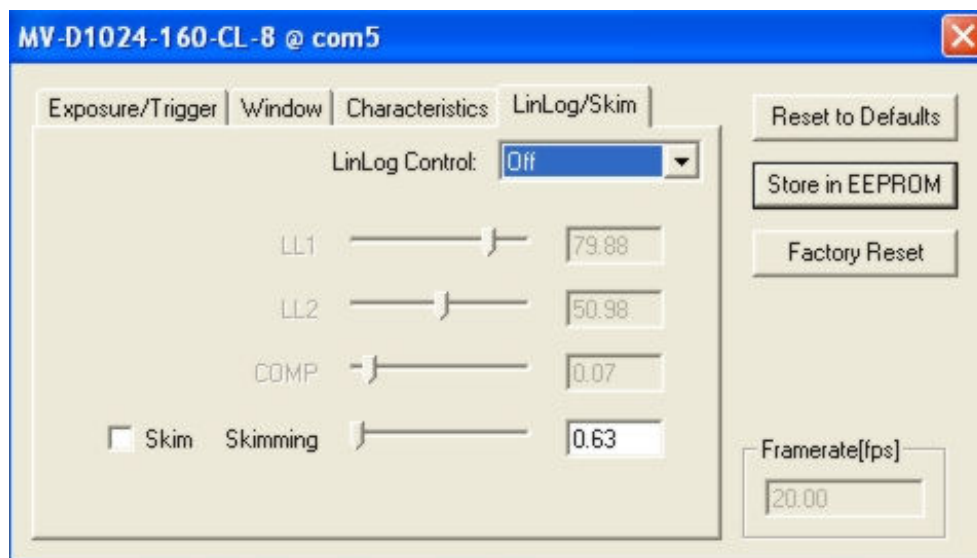 MV-D1024-160-CL-8 @ com5
Exposure/Trigger Window Characteristics LinLog/Skim
LinLog Control: Off
LL1 79.88
LL2 50.98
COMP 0.07
Skim Skimming 0.63
Reset to Defaults
Store in EEPROM
Factory Reset
Framerate[fps]
20.00